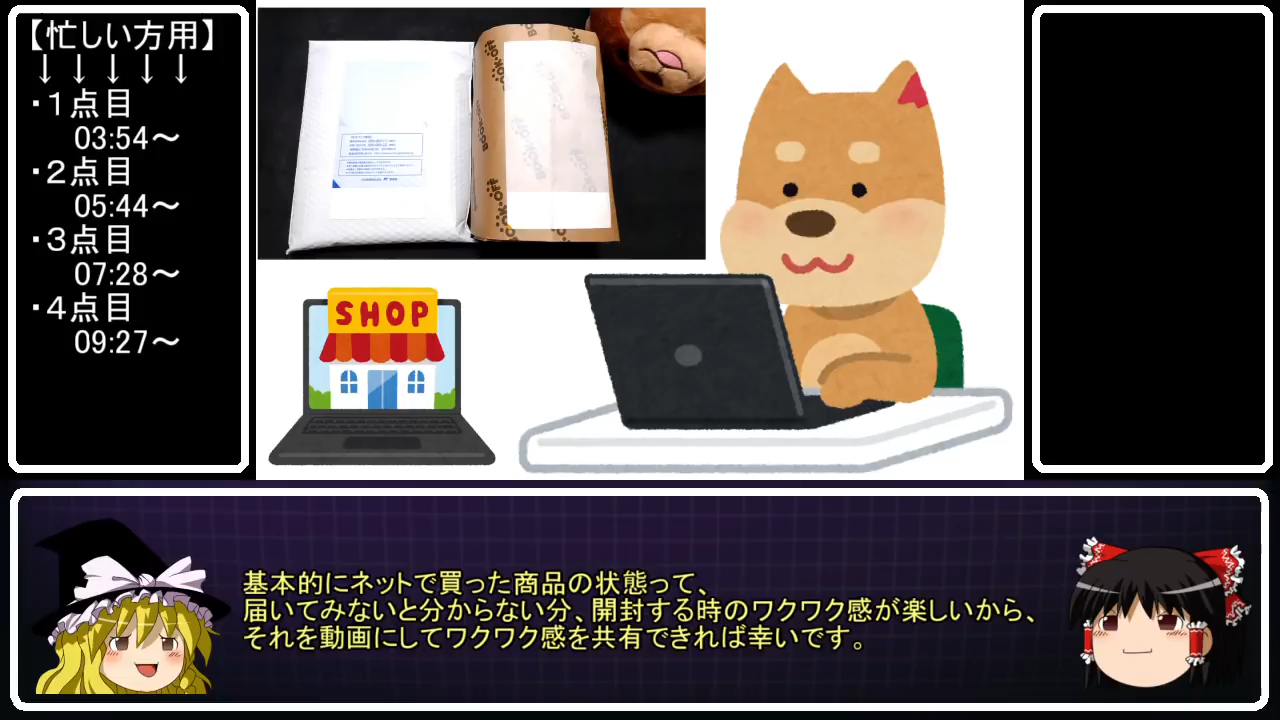 【忙しい方用】
↓↓↓↓↓
・1点目
03:54～
・2点目
05:44～
・3点目
07:28～
・4点目
09:27～
BOOK・OFF
SHOP
基本的にネットで買った商品の状態って、
届いてみないと分からない分、開封する時のワクワク感が楽しいから、
それを動画にしてワクワク感を共有できれば幸いです。